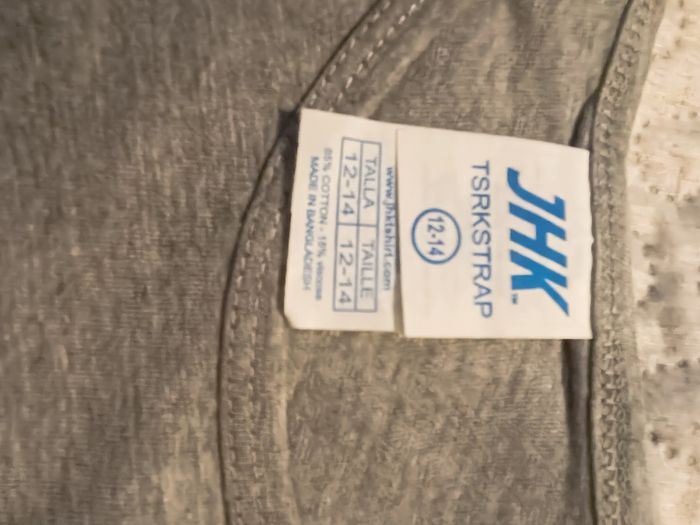 JHK™
TSRKSTRAP
12-14
www.jhktshirt.com
TALLA TAILLE
12-14 12-14
85% COTTON - 15% viscose
MADE IN BANGLADESH